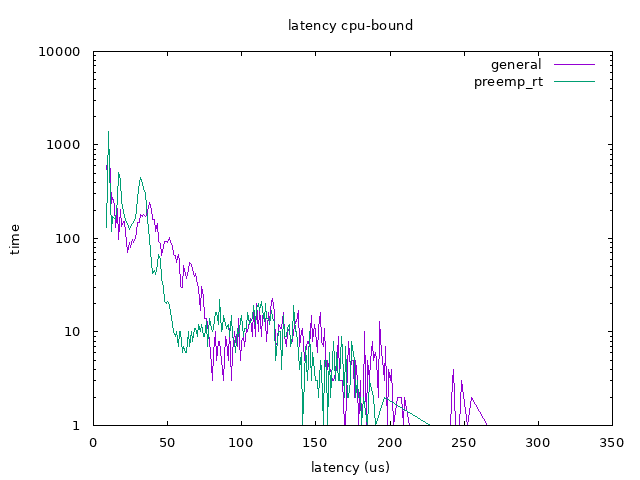 latency cpu-bound
10000
general
preemp_rt
1000
100
time
10
1
0 50 100 150 200 250 300 350
latency (us)